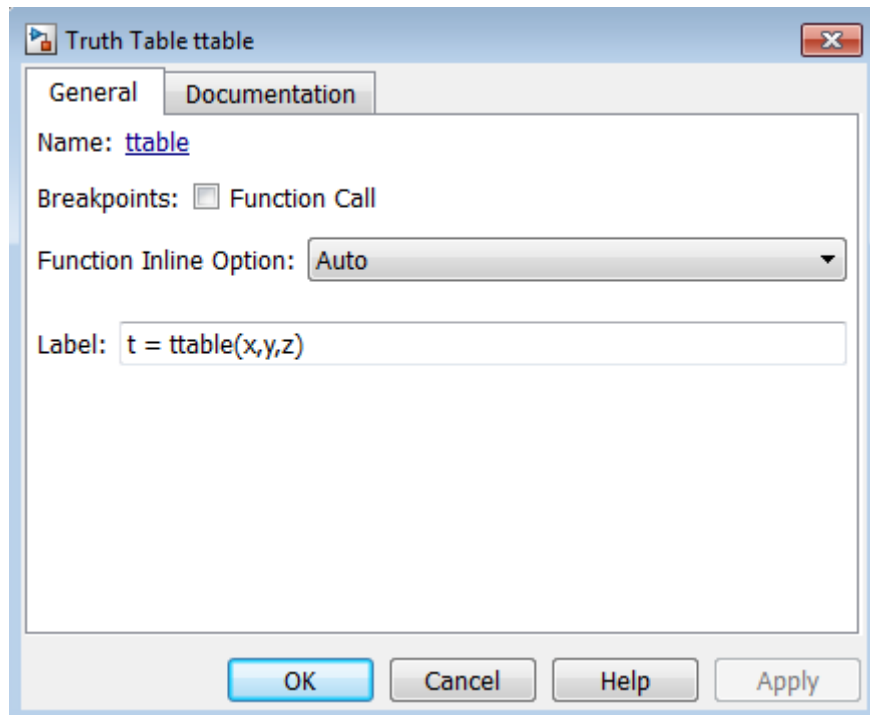 Truth Table ttable
General Documentation
Name: ttable
Breakpoints: Function Call
Function Inline Option: Auto
Label: t = ttable(x,y,z)
OK Cancel Help Apply